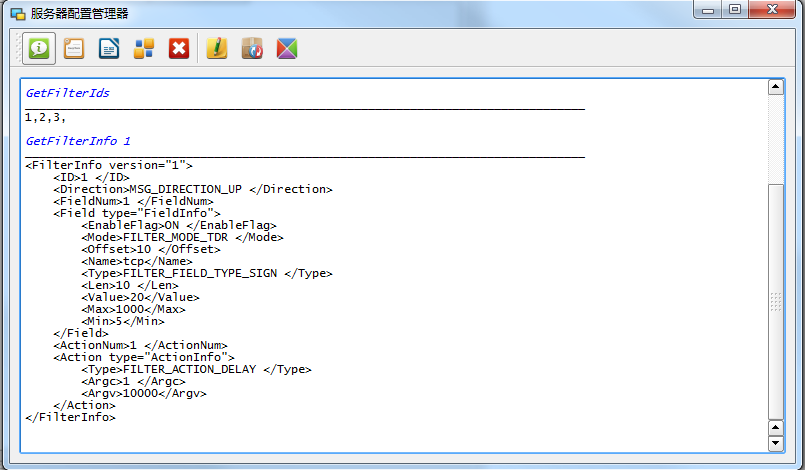 服务器配置管理器
GetFilterIds
1,2,3,
GetFilterInfo 1
<FilterInfo version="1">
<ID>1 </ID>
<Direction>MSG_DIRECTION_UP </Direction>
<FieldNum>1 </FieldNum>
<Field type="FieldInfo">
<EnableFlag>ON </EnableFlag>
<Mode>FILTER_MODE_TDR </Mode>
<Offset>10 </Offset>
<Name>tcp</Name>
<Type>FILTER_FIELD_TYPE_SIGN </Type>
<Len>10 </Len>
<Value>20</Value>
<Max>1000</Max>
<Min>5</Min>
</Field>
<ActionNum>1 </ActionNum>
<Action type="ActionInfo">
<Type>FILTER_ACTION_DELAY </Type>
<Argc>1 </Argc>
<Argv>10000</Argv>
</Action>
</FilterInfo>